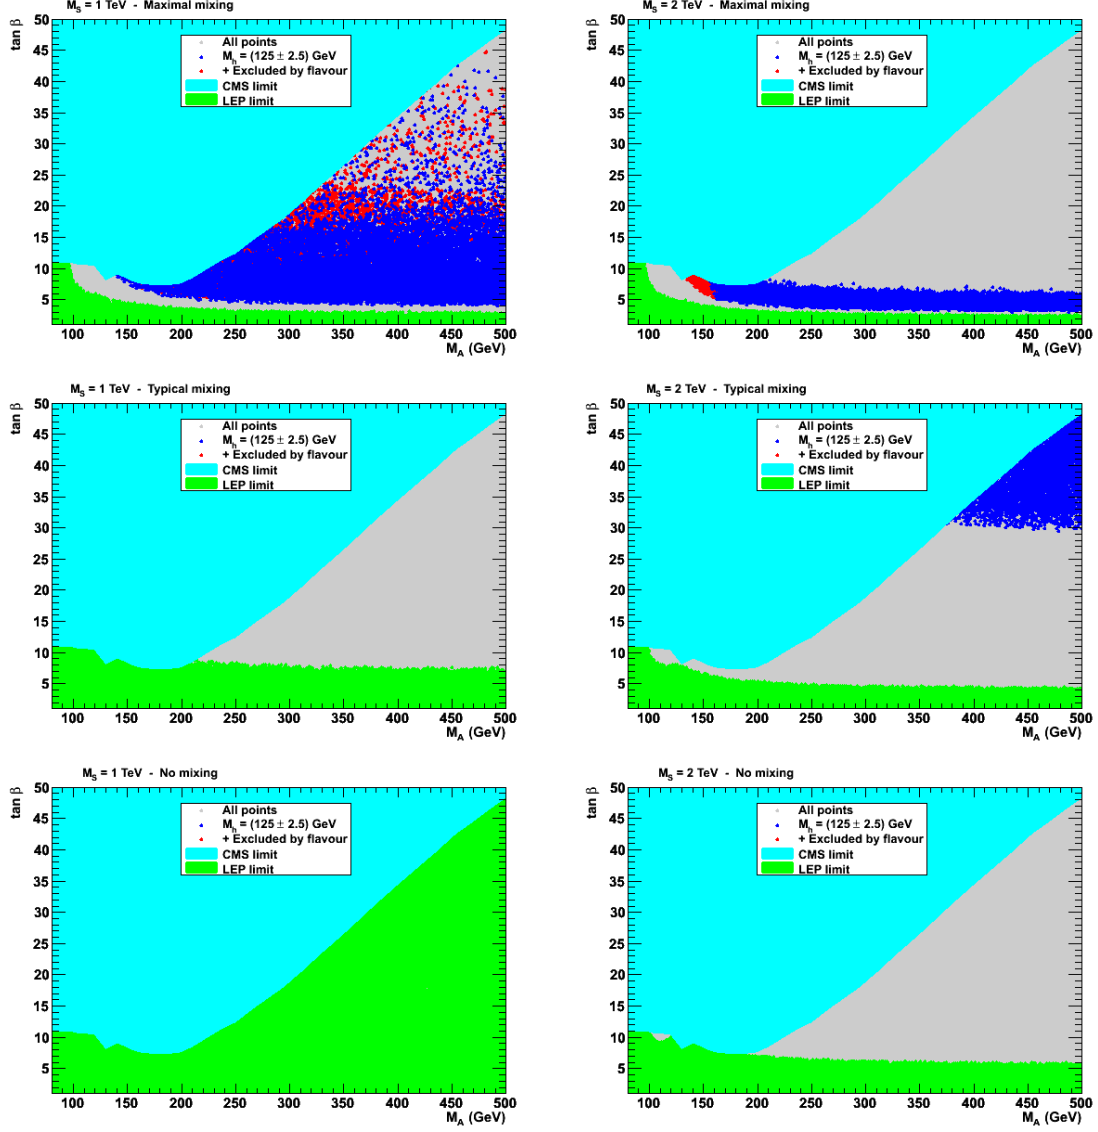 M_S = 1 TeV - Maximal mixing
tan β
50
45
40
35
30
25
20
15
10
5
All points
M_h = (125 ± 2.5) GeV
+ Excluded by flavour
CMS limit
LEP limit
100 150 200 250 300 350 400 450 500
M_A (GeV)
M_S = 2 TeV - Maximal mixing
tan β
50
45
40
35
30
25
20
15
10
5
All points
M_h = (125 ± 2.5) GeV
+ Excluded by flavour
CMS limit
LEP limit
100 150 200 250 300 350 400 450 500
M_A (GeV)
M_S = 1 TeV - Typical mixing
tan β
50
45
40
35
30
25
20
15
10
5
All points
M_h = (125 ± 2.5) GeV
+ Excluded by flavour
CMS limit
LEP limit
100 150 200 250 300 350 400 450 500
M_A (GeV)
M_S = 2 TeV - Typical mixing
tan β
50
45
40
35
30
25
20
15
10
5
All points
M_h = (125 ± 2.5) GeV
+ Excluded by flavour
CMS limit
LEP limit
100 150 200 250 300 350 400 450 500
M_A (GeV)
M_S = 1 TeV - No mixing
tan β
50
45
40
35
30
25
20
15
10
5
All points
M_h = (125 ± 2.5) GeV
+ Excluded by flavour
CMS limit
LEP limit
100 150 200 250 300 350 400 450 500
M_A (GeV)
M_S = 2 TeV - No mixing
tan β
50
45
40
35
30
25
20
15
10
5
All points
M_h = (125 ± 2.5) GeV
+ Excluded by flavour
CMS limit
LEP limit
100 150 200 250 300 350 400 450 500
M_A (GeV)